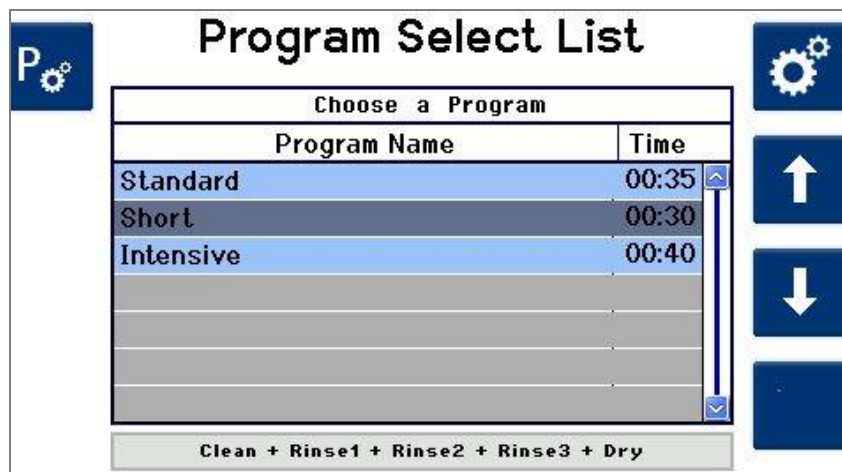 Program Select List
P
Choose a Program
Program Name Time
Standard 00:35
Short 00:30
Intensive 00:40
Clean + Rinse1 + Rinse2 + Rinse3 + Dry